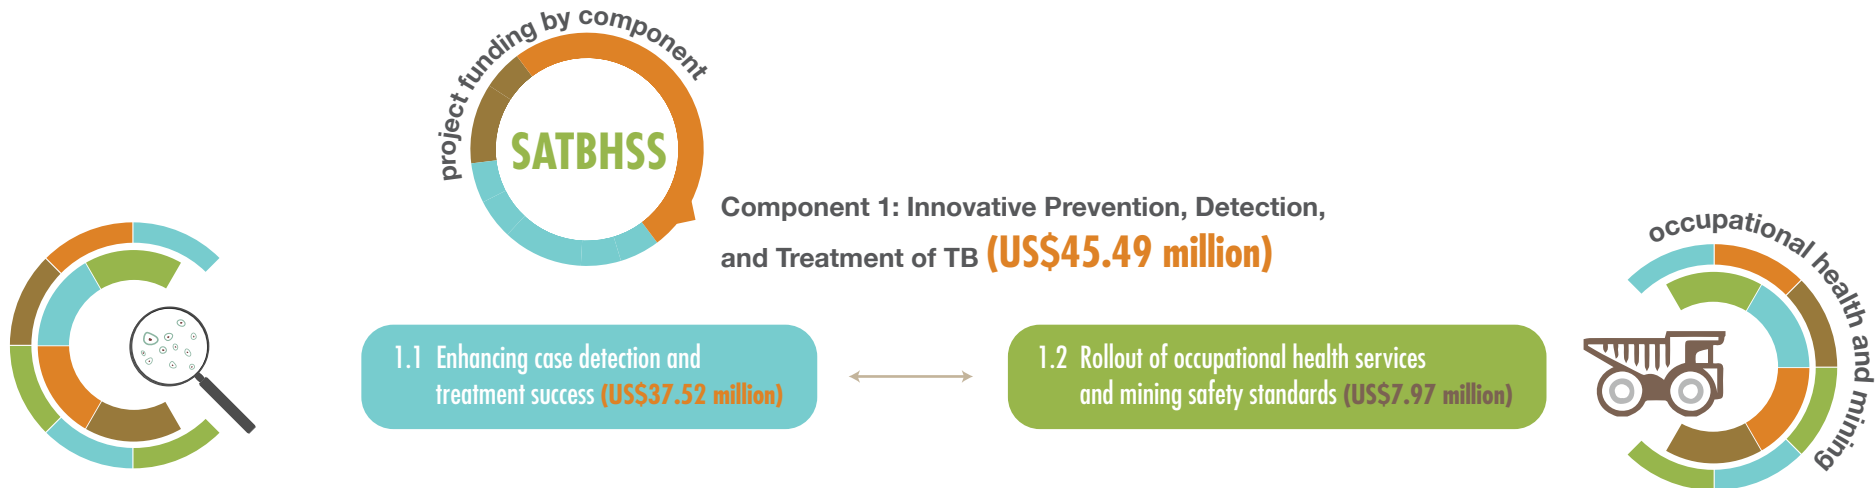 project funding by component
SATBHSS
Component 1: Innovative Prevention, Detection,
and Treatment of TB (US$45.49 million)
1.1 Enhancing case detection and
treatment success (US$37.52 million)
1.2 Rollout of occupational health services
and mining safety standards (US$7.97 million)
occupational health and mining